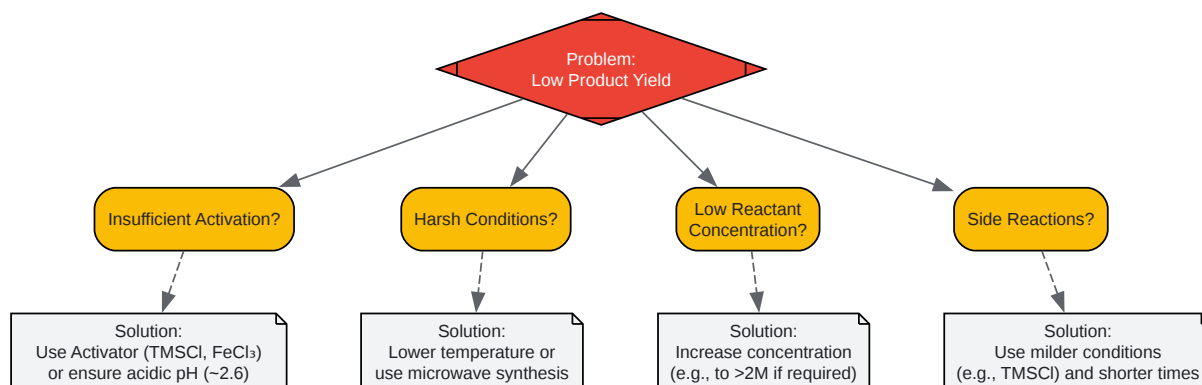 Problem:
Low Product Yield
Insufficient Activation?
Harsh Conditions?
Low Reactant
Concentration?
Side Reactions?
Solution:
Use Activator (TMSCl, FeCl₃)
or ensure acidic pH (~2.6)
Solution:
Lower temperature or
use microwave synthesis
Solution:
Increase concentration
(e.g., to >2M if required)
Solution:
Use milder conditions
(e.g., TMSCl) and shorter times